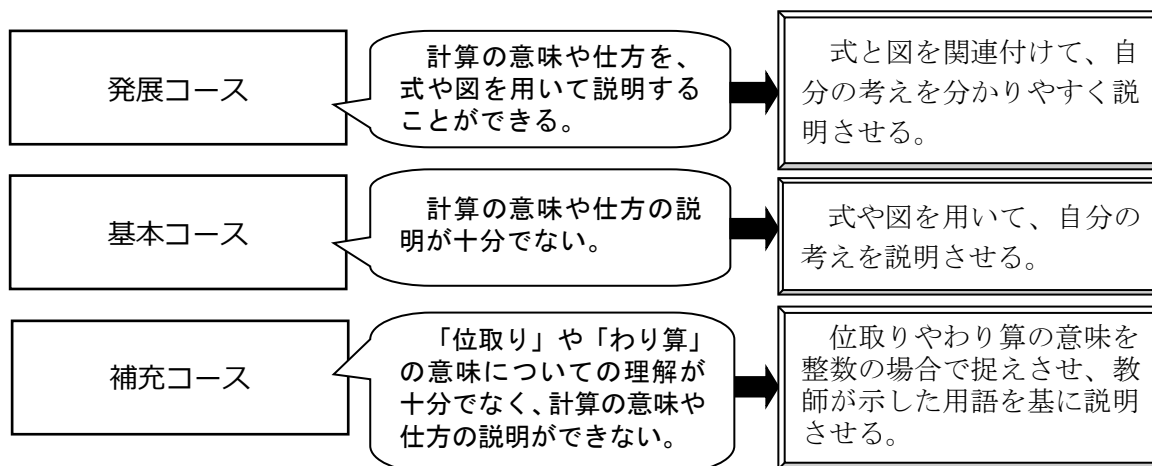 発展コース
計算の意味や仕方を、
式や図を用いて説明する
ことができる。
式と図を関連付けて、自
分の考えを分かりやすく説
明させる。
基本コース
計算の意味や仕方の説
明が十分でない。
式や図を用いて、自分の
考えを説明させる。
補充コース
「位取り」や「わり算」
の意味についての理解が
十分でなく、計算の意味や
仕方の説明ができない。
位取りやわり算の意味を
整数の場合で捉えさせ、教
師が示した用語を基に説明
させる。